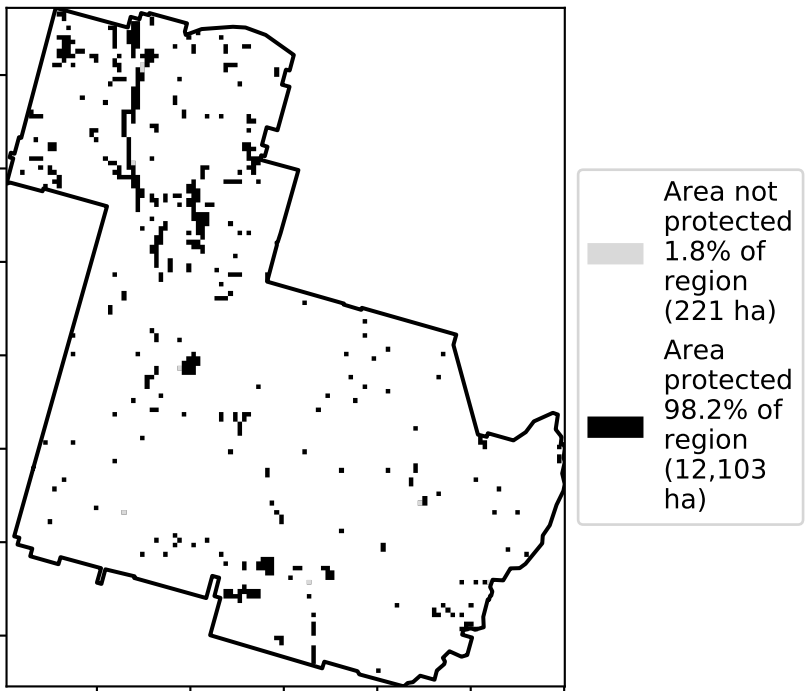 Area not
protected
1.8% of
region
(221 ha)
Area
protected
98.2% of
region
(12,103
ha)